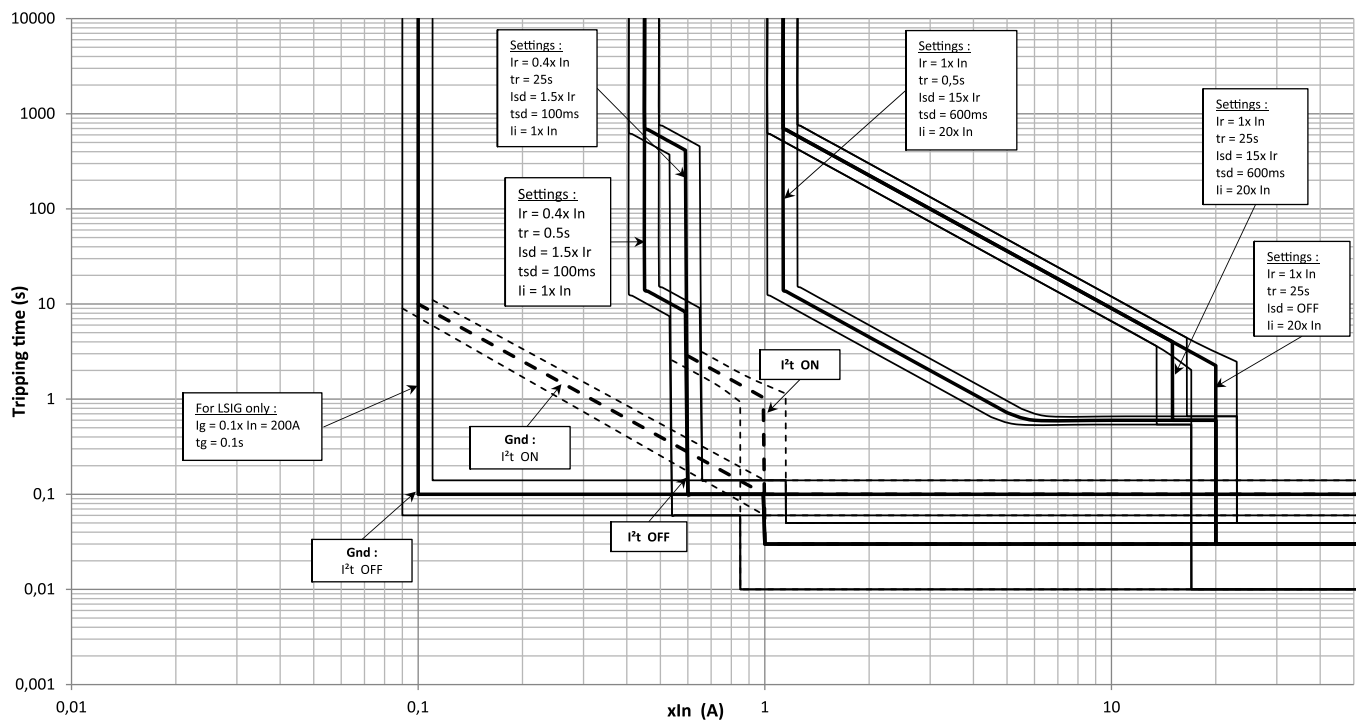 10000
1000
100
10
1
0,1
0,01
0,001
Tripping time (s)
0,01
0,1
1
10
xIn (A)
Settings :
Ir = 0.4x In
tr = 25s
Isd = 1.5x Ir
tsd = 100ms
Ii = 1x In
Settings :
Ir = 0.4x In
tr = 0.5s
Isd = 1.5x Ir
tsd = 100ms
Ii = 1x In
Settings :
Ir = 1x In
tr = 0,5s
Isd = 15x Ir
tsd = 600ms
Ii = 20x In
Settings :
Ir = 1x In
tr = 25s
Isd = 15x Ir
tsd = 600ms
Ii = 20x In
Settings :
Ir = 1x In
tr = 25s
Isd = OFF
Ii = 20x In
I²t ON
For LSIG only :
Ig = 0.1x In = 200A
tg = 0.1s
Gnd :
I²t ON
I²t OFF
Gnd :
I²t OFF